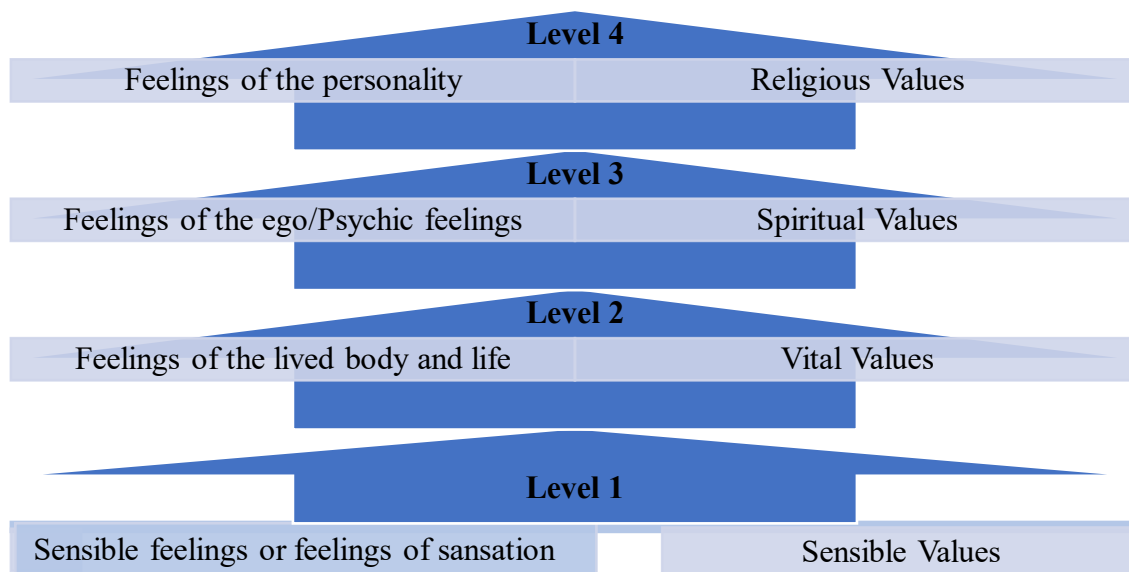 Level 4
Feelings of the personality
Religious Values
Level 3
Feelings of the ego/Psychic feelings
Spiritual Values
Level 2
Feelings of the lived body and life
Vital Values
Level 1
Sensible feelings or feelings of sansation
Sensible Values